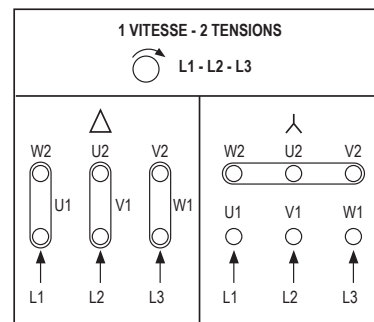 1 VITESSE - 2 TENSIONS
L1 - L2 - L3
W2 U2 V2
U1 V1 W1
L1 L2 L3
W2 U2 V2
U1 V1 W1
L1 L2 L3